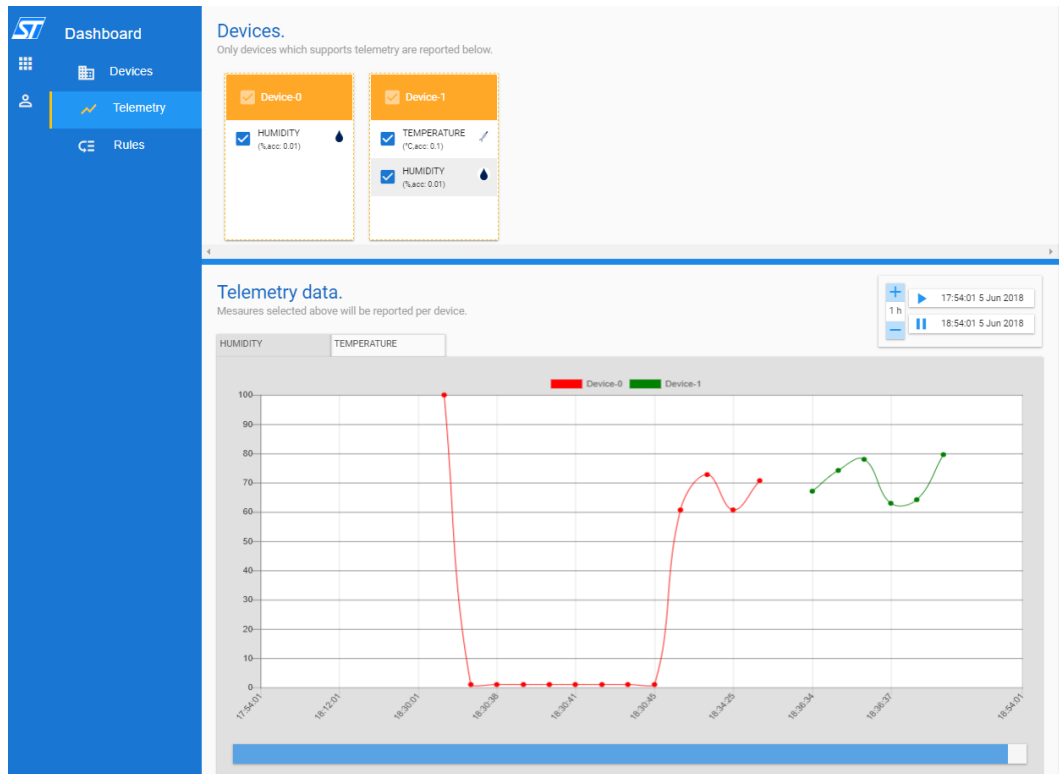 ST
Dashboard
Devices
Telemetry
Rules
Devices.
Only devices which supports telemetry are reported below.
Device-0
HUMIDITY
(%,acc: 0.01)
Device-1
TEMPERATURE
(°C,acc: 0.1)
HUMIDITY
(%,acc: 0.01)
Telemetry data.
Mesaures selected above will be reported per device.
+
1 h
—
17:54:01 5 Jun 2018
18:54:01 5 Jun 2018
HUMIDITY
TEMPERATURE
Device-0
Device-1
100
90
80
70
60
50
40
30
20
10
0
17:54:01
18:12:01
18:30:01
18:30:38
18:30:41
18:30:45
18:34:25
18:36:34
18:36:37
18:54:01